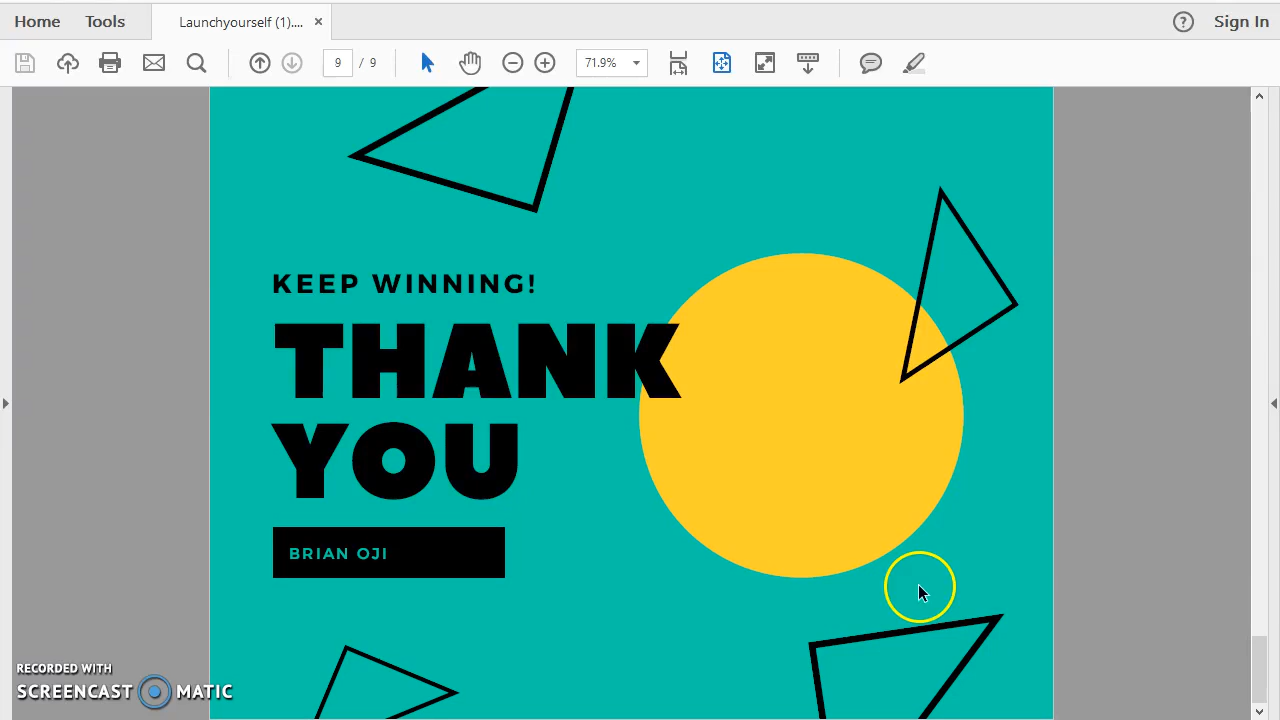 Home Tools Launchyourself (1).... × ? Sign In
9 / 9 71.9%
KEEP WINNING!
THANK
YOU
BRIAN OJI
RECORDED WITH
SCREENCAST MATIC